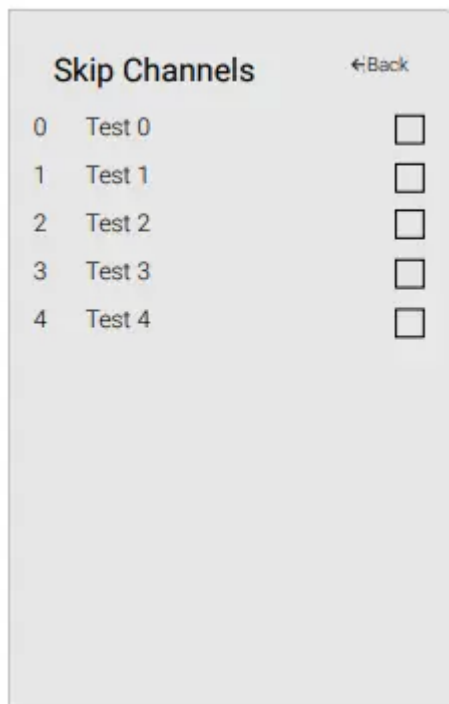 Skip Channels ←Back
0 Test 0
1 Test 1
2 Test 2
3 Test 3
4 Test 4